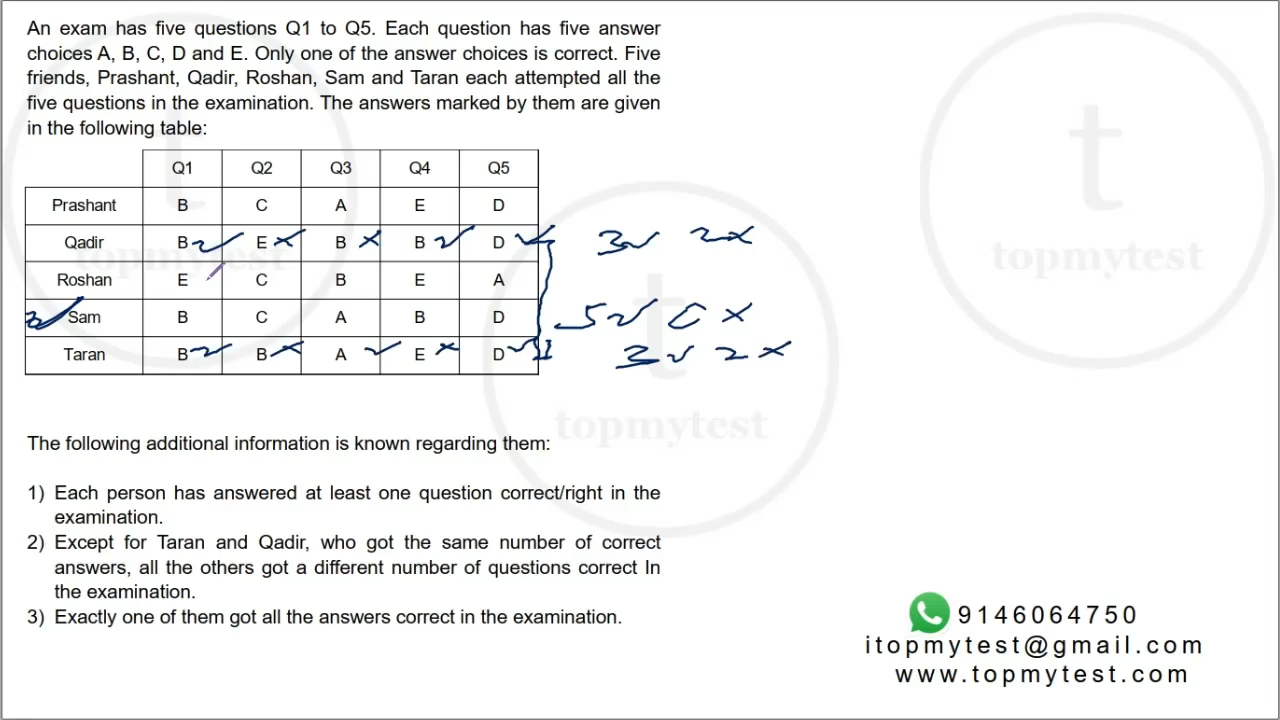 An exam has five questions Q1 to Q5. Each question has five answer
choices A, B, C, D and E. Only one of the answer choices is correct. Five
friends, Prashant, Qadir, Roshan, Sam and Taran each attempted all the
five questions in the examination. The answers marked by them are given
in the following table:
Q1 Q2 Q3 Q4 Q5
Prashant B C A E D
Qadir B ✓ E × B × B ✓ D ✓ 3✓ 2×
Roshan E C B E A
Sam B C A B D 5✓ 0 ×
Taran B ✓ B × A ✓ E × D ✓ 3✓ 2×
The following additional information is known regarding them:
1) Each person has answered at least one question correct/right in the
examination.
2) Except for Taran and Qadir, who got the same number of correct
answers, all the others got a different number of questions correct In
the examination.
3) Exactly one of them got all the answers correct in the examination.
9146064750
itopmytest@gmail.com
www.topmytest.com
t
topmytest
t
topmytest
t
topmytest